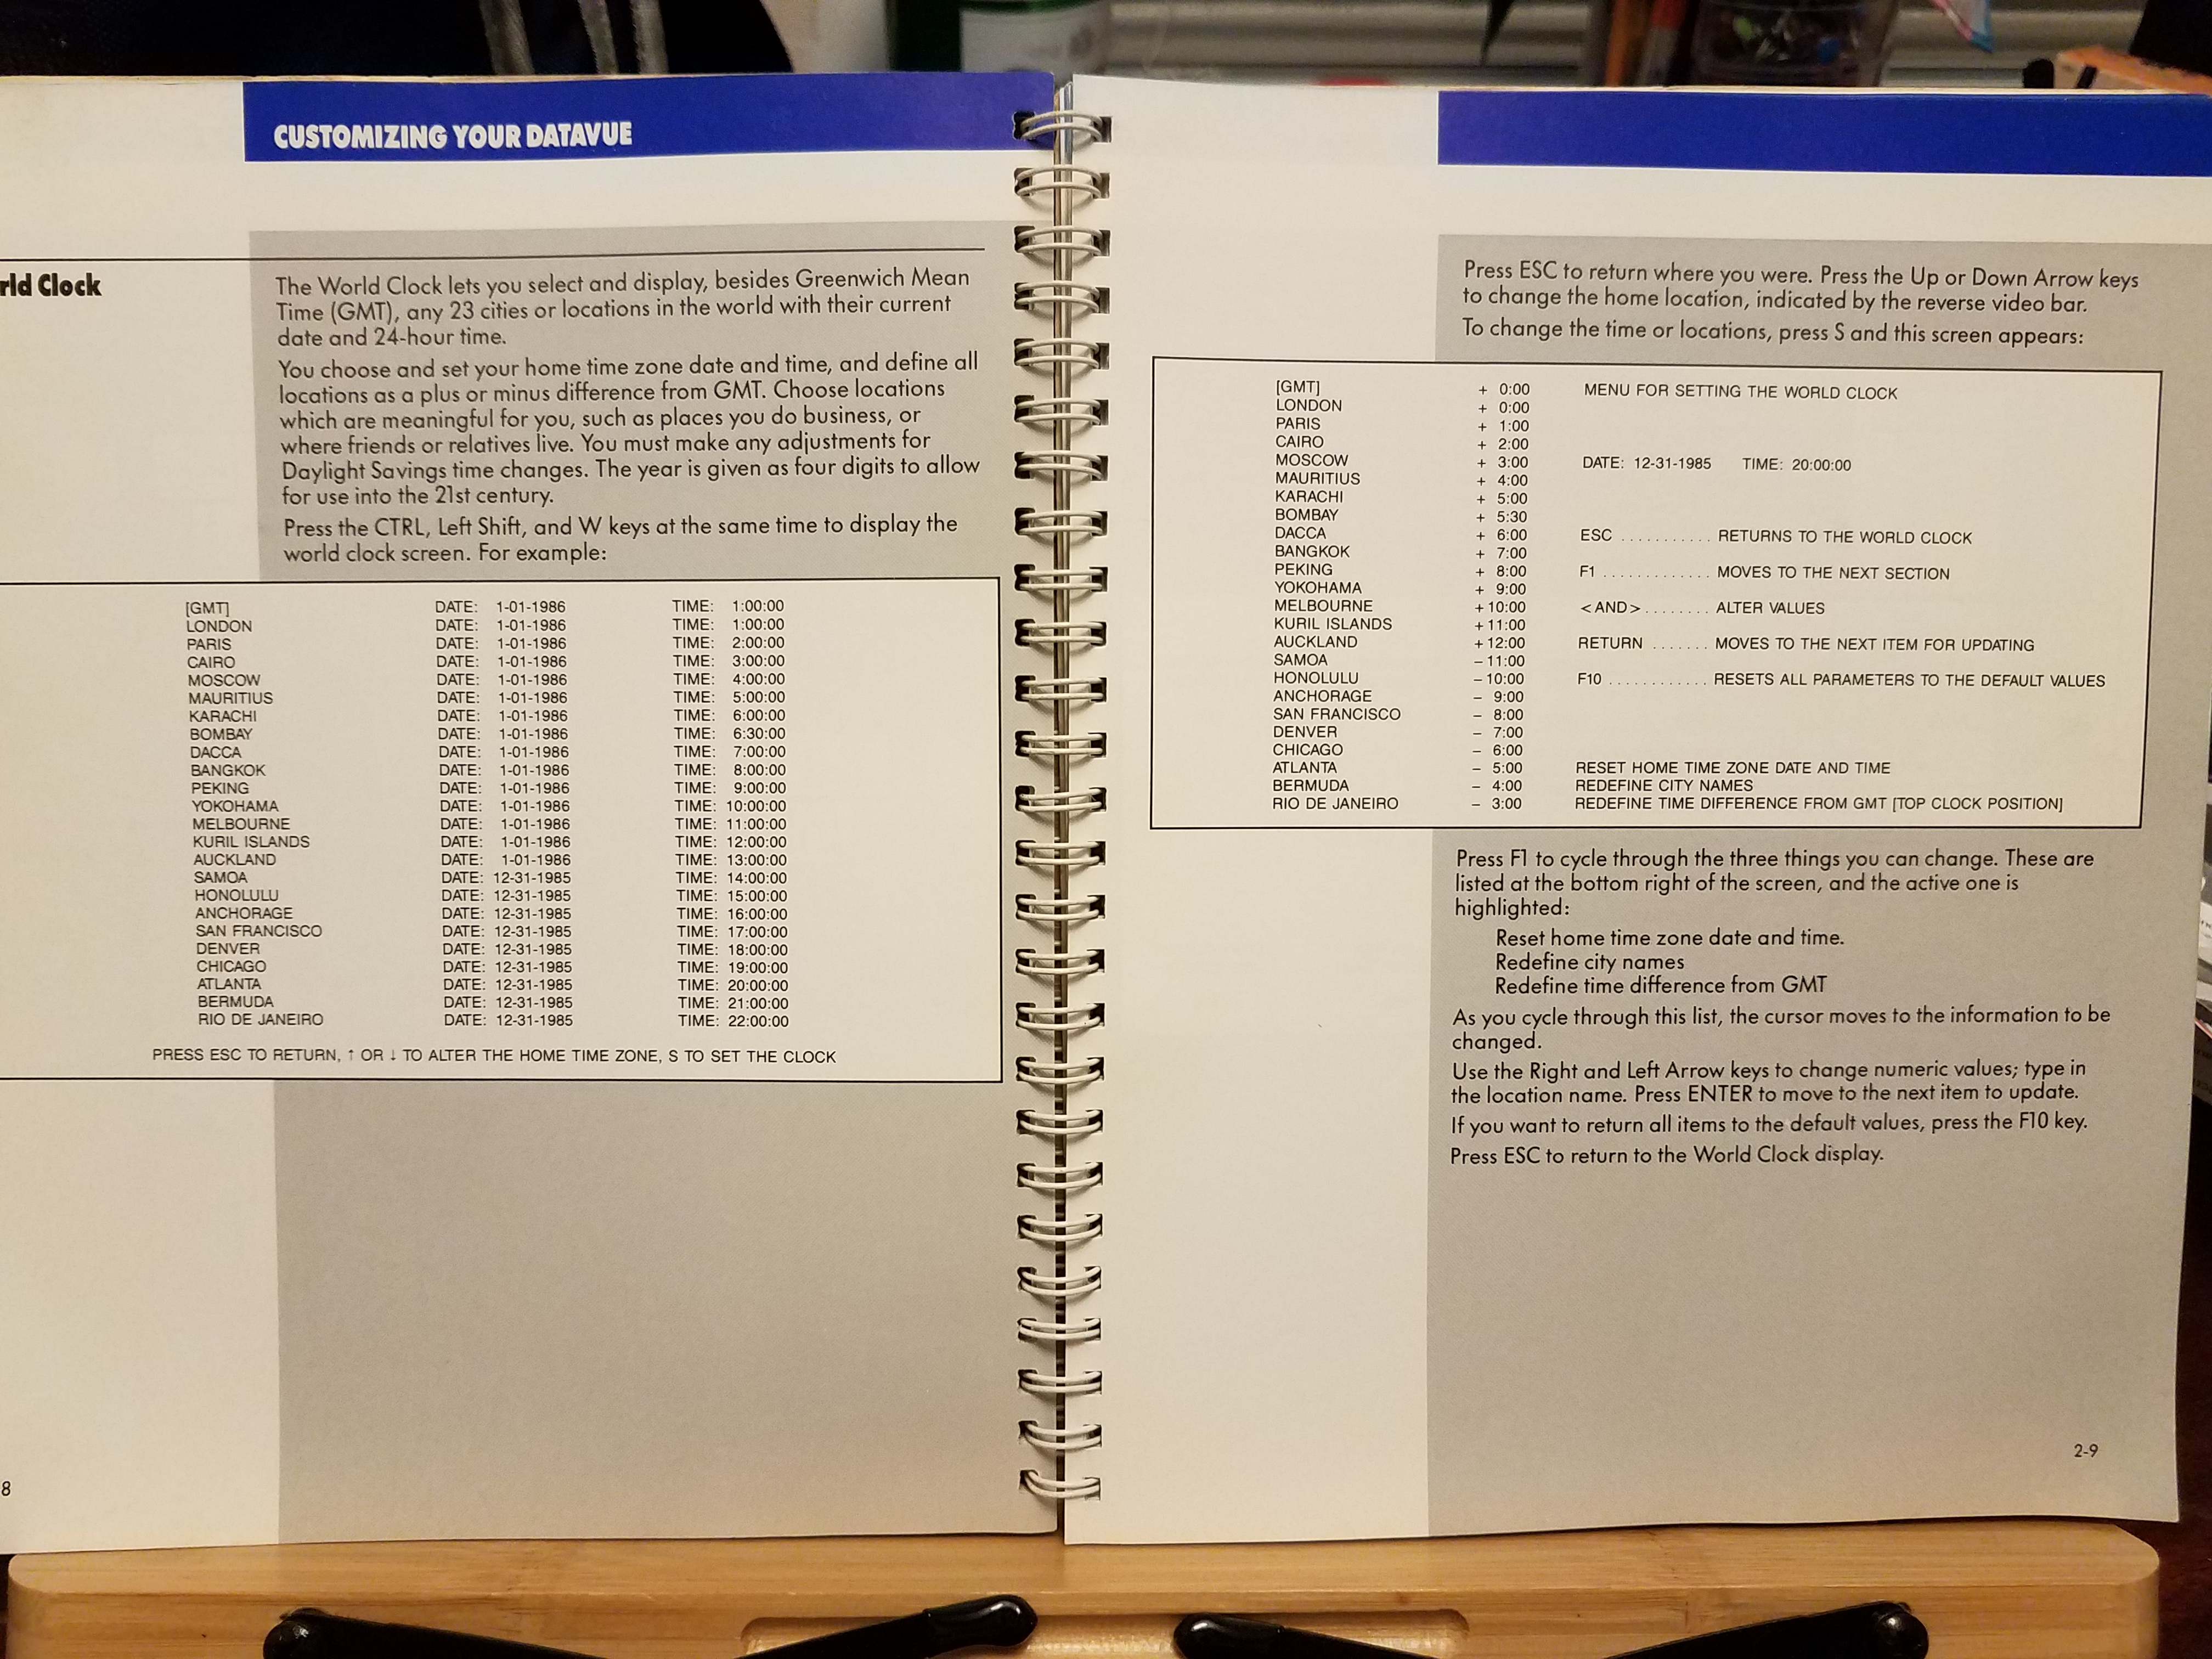 CUSTOMIZING YOUR DATAVUE
rld Clock
The World Clock lets you select and display, besides Greenwich Mean
Time (GMT), any 23 cities or locations in the world with their current
date and 24-hour time.
You choose and set your home time zone date and time, and define all
locations as a plus or minus difference from GMT. Choose locations
which are meaningful for you, such as places you do business, or
where friends or relatives live. You must make any adjustments for
Daylight Savings time changes. The year is given as four digits to allow
for use into the 21st century.
Press the CTRL, Left Shift, and W keys at the same time to display the
world clock screen. For example:
[GMT] DATE: 1-01-1986 TIME: 1:00:00
LONDON DATE: 1-01-1986 TIME: 1:00:00
PARIS DATE: 1-01-1986 TIME: 2:00:00
CAIRO DATE: 1-01-1986 TIME: 3:00:00
MOSCOW DATE: 1-01-1986 TIME: 4:00:00
MAURITIUS DATE: 1-01-1986 TIME: 5:00:00
KARACHI DATE: 1-01-1986 TIME: 6:00:00
BOMBAY DATE: 1-01-1986 TIME: 6:30:00
DACCA DATE: 1-01-1986 TIME: 7:00:00
BANGKOK DATE: 1-01-1986 TIME: 8:00:00
PEKING DATE: 1-01-1986 TIME: 9:00:00
YOKOHAMA DATE: 1-01-1986 TIME: 10:00:00
MELBOURNE DATE: 1-01-1986 TIME: 11:00:00
KURIL ISLANDS DATE: 1-01-1986 TIME: 12:00:00
AUCKLAND DATE: 1-01-1986 TIME: 13:00:00
SAMOA DATE: 12-31-1985 TIME: 14:00:00
HONOLULU DATE: 12-31-1985 TIME: 15:00:00
ANCHORAGE DATE: 12-31-1985 TIME: 16:00:00
SAN FRANCISCO DATE: 12-31-1985 TIME: 17:00:00
DENVER DATE: 12-31-1985 TIME: 18:00:00
CHICAGO DATE: 12-31-1985 TIME: 19:00:00
ATLANTA DATE: 12-31-1985 TIME: 20:00:00
BERMUDA DATE: 12-31-1985 TIME: 21:00:00
RIO DE JANEIRO DATE: 12-31-1985 TIME: 22:00:00
PRESS ESC TO RETURN, ↑ OR ↓ TO ALTER THE HOME TIME ZONE, S TO SET THE CLOCK
8
Press ESC to return where you were. Press the Up or Down Arrow keys
to change the home location, indicated by the reverse video bar.
To change the time or locations, press S and this screen appears:
[GMT] + 0:00 MENU FOR SETTING THE WORLD CLOCK
LONDON + 0:00
PARIS + 1:00
CAIRO + 2:00
MOSCOW + 3:00 DATE: 12-31-1985 TIME: 20:00:00
MAURITIUS + 4:00
KARACHI + 5:00
BOMBAY + 5:30
DACCA + 6:00 ESC ........... RETURNS TO THE WORLD CLOCK
BANGKOK + 7:00
PEKING + 8:00 F1 ............. MOVES TO THE NEXT SECTION
YOKOHAMA + 9:00
MELBOURNE +10:00 <AND>........ ALTER VALUES
KURIL ISLANDS +11:00
AUCKLAND +12:00 RETURN ....... MOVES TO THE NEXT ITEM FOR UPDATING
SAMOA –11:00
HONOLULU –10:00 F10 ............ RESETS ALL PARAMETERS TO THE DEFAULT VALUES
ANCHORAGE – 9:00
SAN FRANCISCO – 8:00
DENVER – 7:00
CHICAGO – 6:00
ATLANTA – 5:00 RESET HOME TIME ZONE DATE AND TIME
BERMUDA – 4:00 REDEFINE CITY NAMES
RIO DE JANEIRO – 3:00 REDEFINE TIME DIFFERENCE FROM GMT [TOP CLOCK POSITION]
Press F1 to cycle through the three things you can change. These are
listed at the bottom right of the screen, and the active one is
highlighted:
Reset home time zone date and time.
Redefine city names
Redefine time difference from GMT
As you cycle through this list, the cursor moves to the information to be
changed.
Use the Right and Left Arrow keys to change numeric values; type in
the location name. Press ENTER to move to the next item to update.
If you want to return all items to the default values, press the F10 key.
Press ESC to return to the World Clock display.
2-9